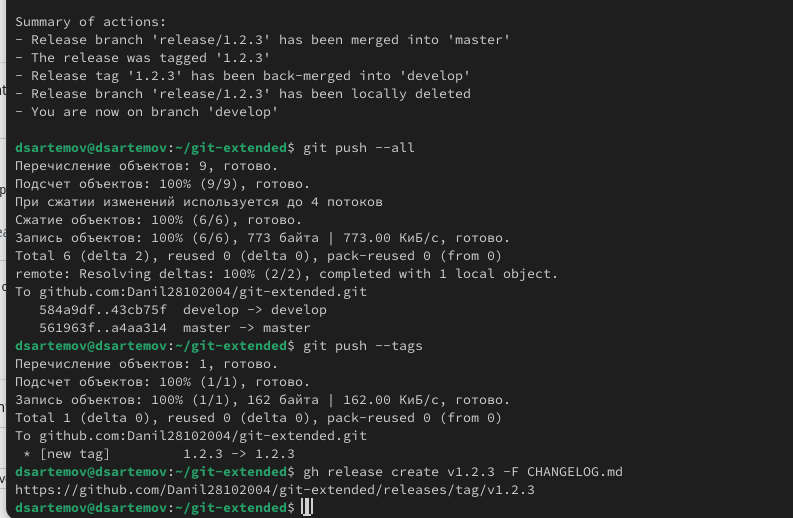 Summary of actions:
- Release branch 'release/1.2.3' has been merged into 'master'
- The release was tagged '1.2.3'
- Release tag '1.2.3' has been back-merged into 'develop'
- Release branch 'release/1.2.3' has been locally deleted
- You are now on branch 'develop'
dsartemov@dsartemov:~/git-extended$ git push --all
Перечисление объектов: 9, готово.
Подсчет объектов: 100% (9/9), готово.
При сжатии изменений используется до 4 потоков
Сжатие объектов: 100% (6/6), готово.
Запись объектов: 100% (6/6), 773 байта | 773.00 КиБ/с, готово.
Total 6 (delta 2), reused 0 (delta 0), pack-reused 0 (from 0)
remote: Resolving deltas: 100% (2/2), completed with 1 local object.
To github.com:Danil28102004/git-extended.git
   584a9df..43cb75f  develop -> develop
   561963f..a4aa314  master -> master
dsartemov@dsartemov:~/git-extended$ git push --tags
Перечисление объектов: 1, готово.
Подсчет объектов: 100% (1/1), готово.
Запись объектов: 100% (1/1), 162 байта | 162.00 КиБ/с, готово.
Total 1 (delta 0), reused 0 (delta 0), pack-reused 0 (from 0)
To github.com:Danil28102004/git-extended.git
 * [new tag]         1.2.3 -> 1.2.3
dsartemov@dsartemov:~/git-extended$ gh release create v1.2.3 -F CHANGELOG.md
https://github.com/Danil28102004/git-extended/releases/tag/v1.2.3
dsartemov@dsartemov:~/git-extended$